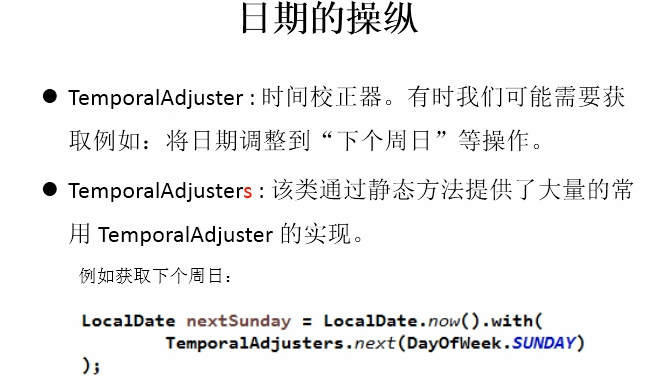 日期的操纵
● TemporalAdjuster : 时间校正器。有时我们可能需要获
取例如：将日期调整到“下个周日”等操作。
● TemporalAdjusters : 该类通过静态方法提供了大量的常
用 TemporalAdjuster 的实现。
例如获取下个周日：
LocalDate nextSunday = LocalDate.now().with(
TemporalAdjusters.next(DayOfWeek.SUNDAY)
);